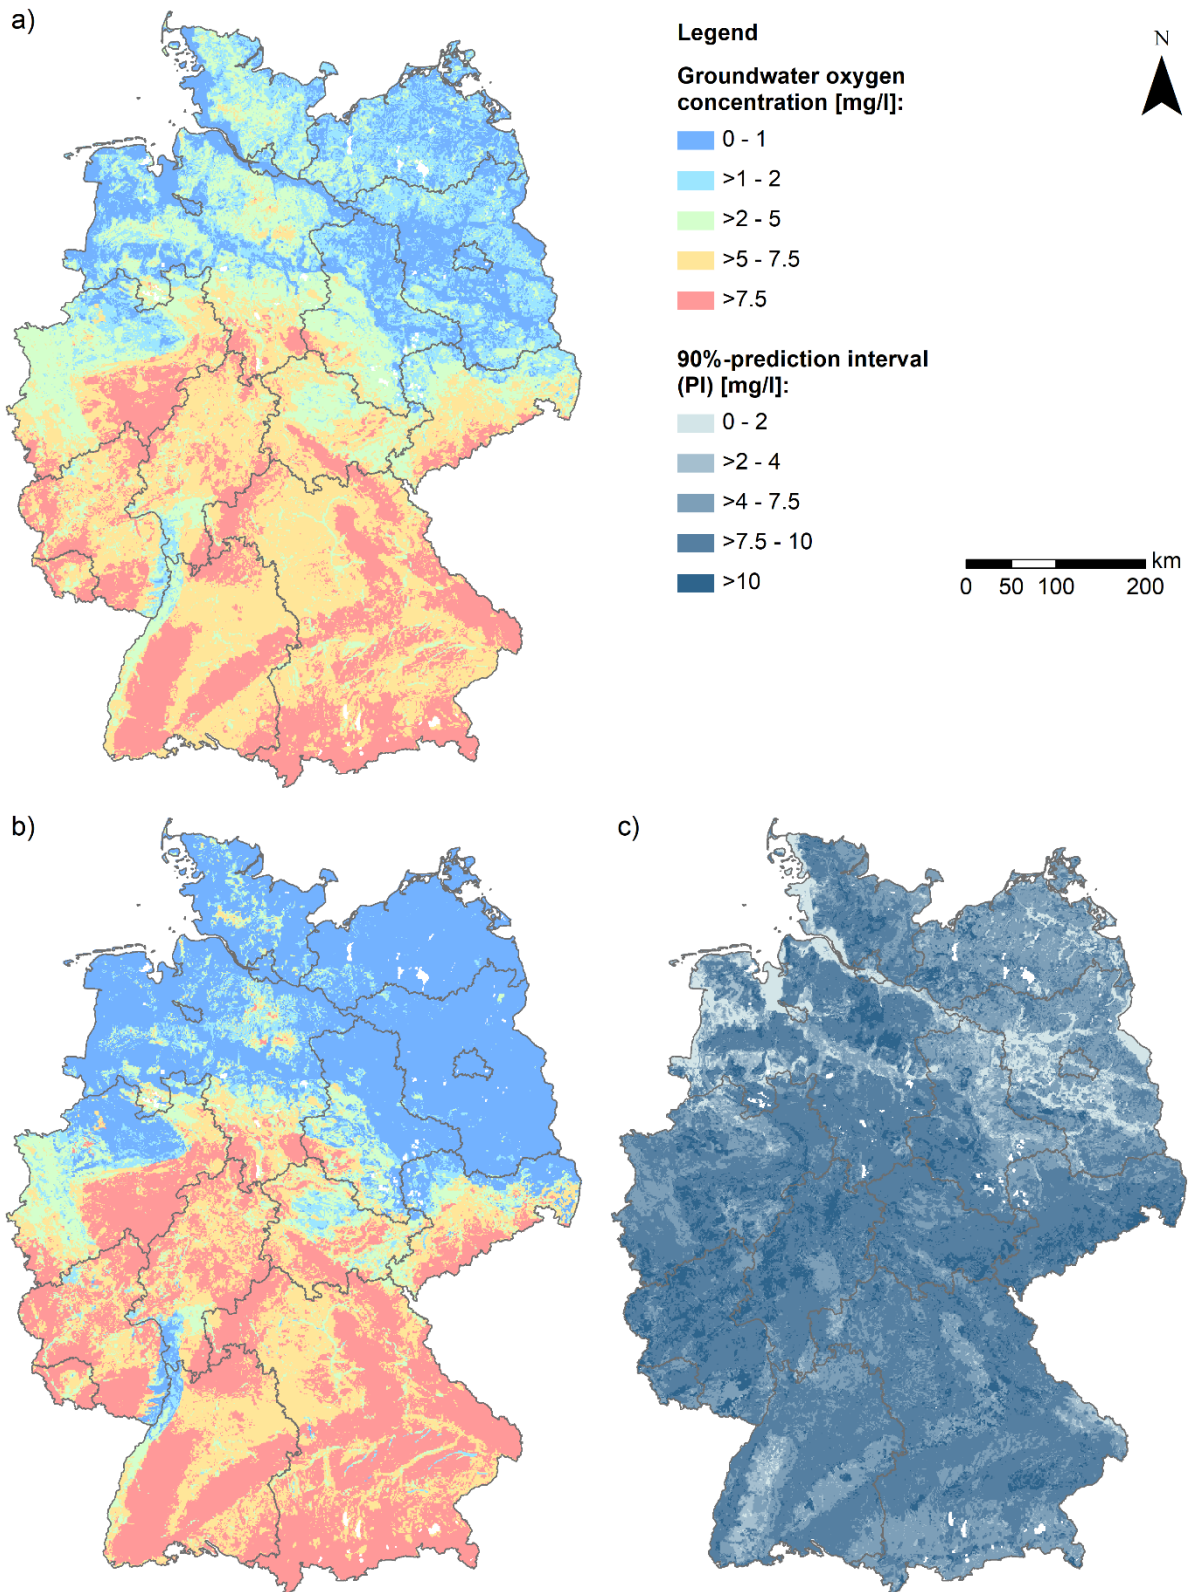 a)
Legend
N
Groundwater oxygen
concentration [mg/l]:
0 - 1
>1 - 2
>2 - 5
>5 - 7.5
>7.5
90%-prediction interval
(PI) [mg/l]:
0 - 2
>2 - 4
>4 - 7.5
>7.5 - 10
>10
km
0 50 100 200
b)
c)